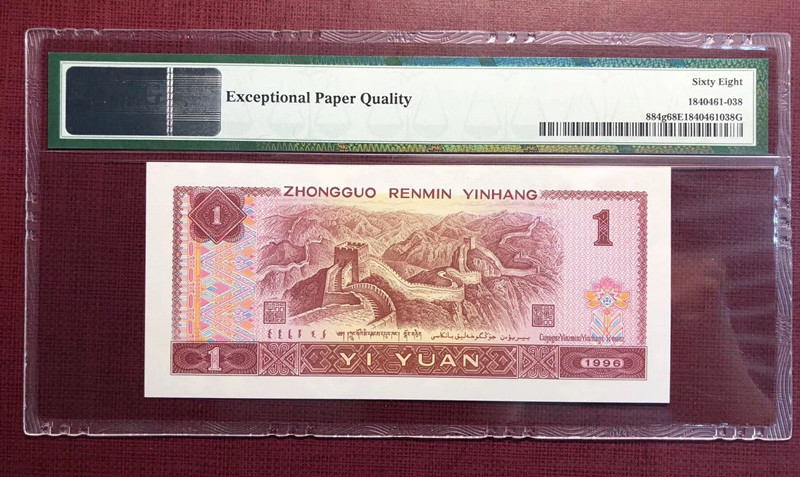 Exceptional Paper Quality
Sixty Eight
1840461-038
884g68E1840461038G
ZHONGGUO RENMIN YINHANG
1
1
1
YI YUAN
1996